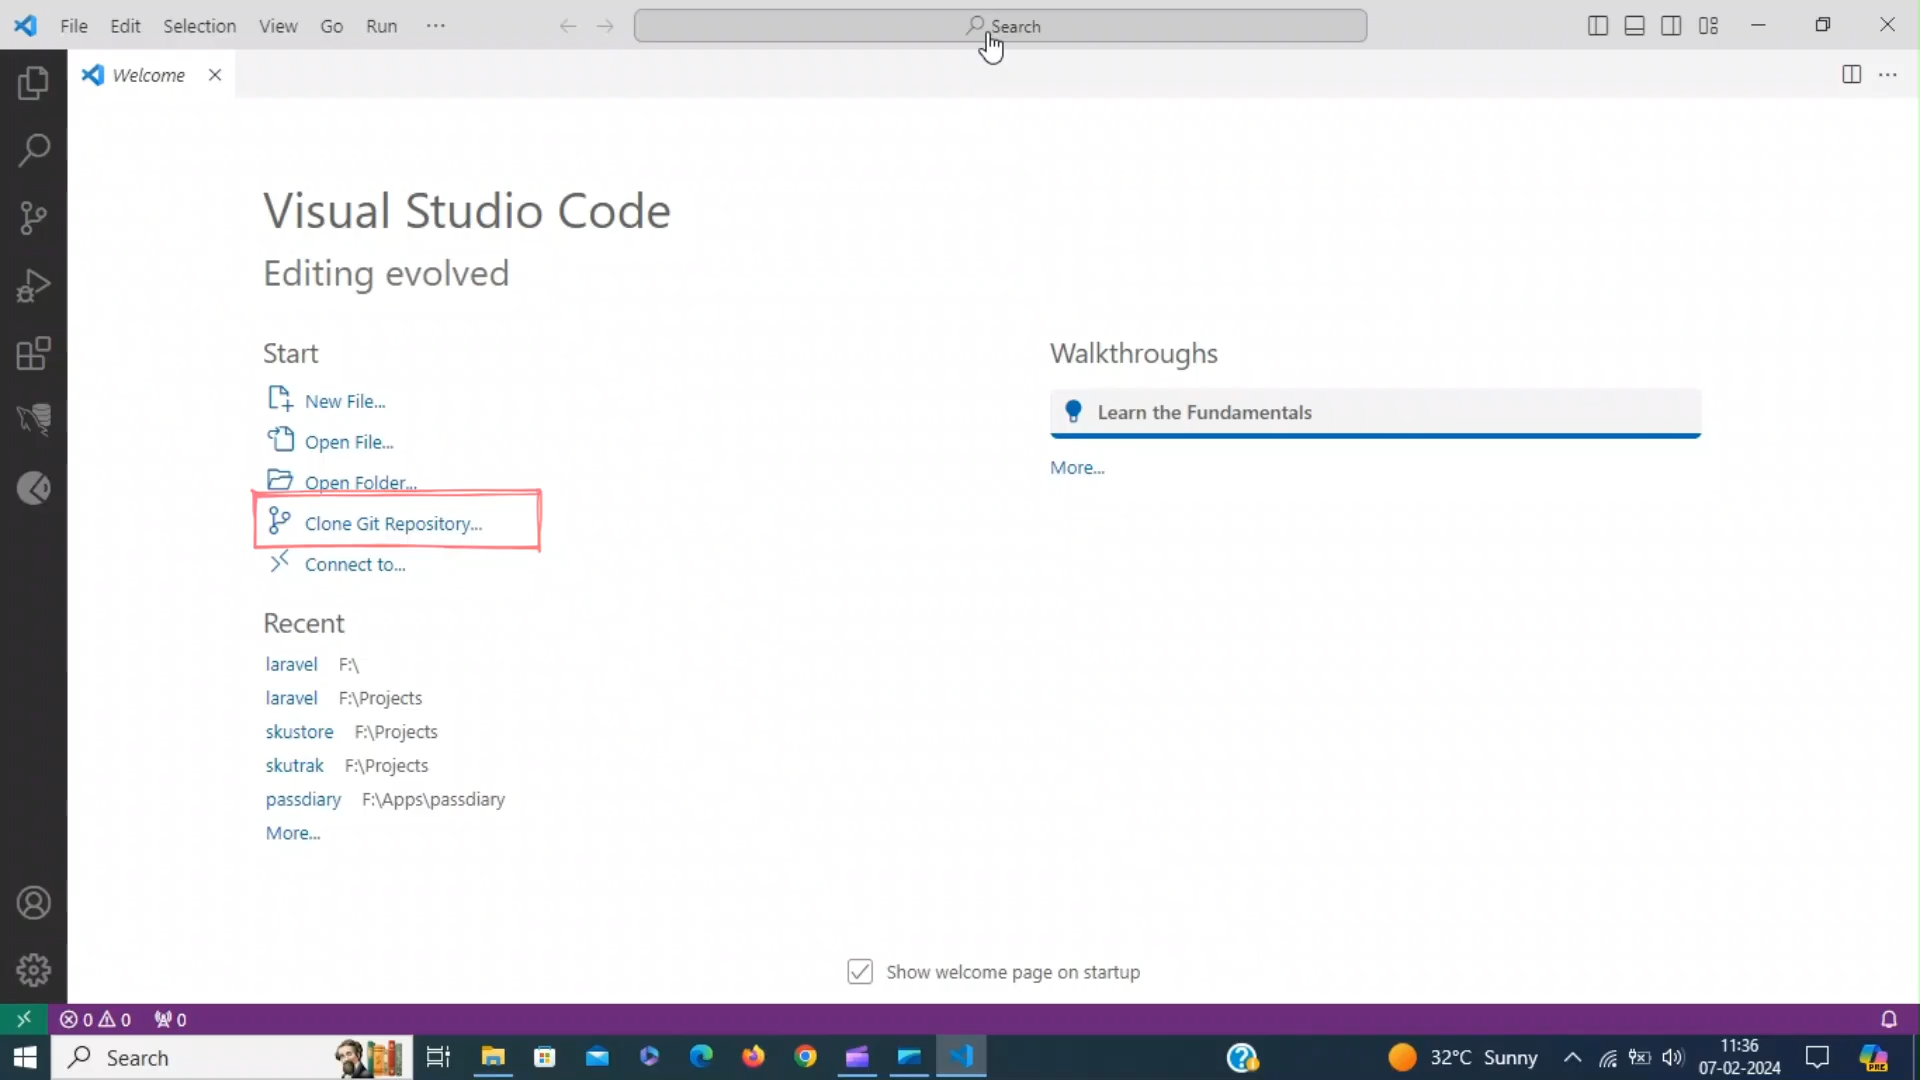 File Edit Selection View Go Run ···
Search
Welcome
Visual Studio Code
Editing evolved
Start
New File...
Open File...
Open Folder...
Clone Git Repository...
Connect to...
Recent
laravel F:\
laravel F:\Projects
skustore F:\Projects
skutrak F:\Projects
passdiary F:\Apps\passdiary
More...
Walkthroughs
Learn the Fundamentals
More...
Show welcome page on startup
0 0 0
Search
32°C Sunny
11:36
07-02-2024
PRE